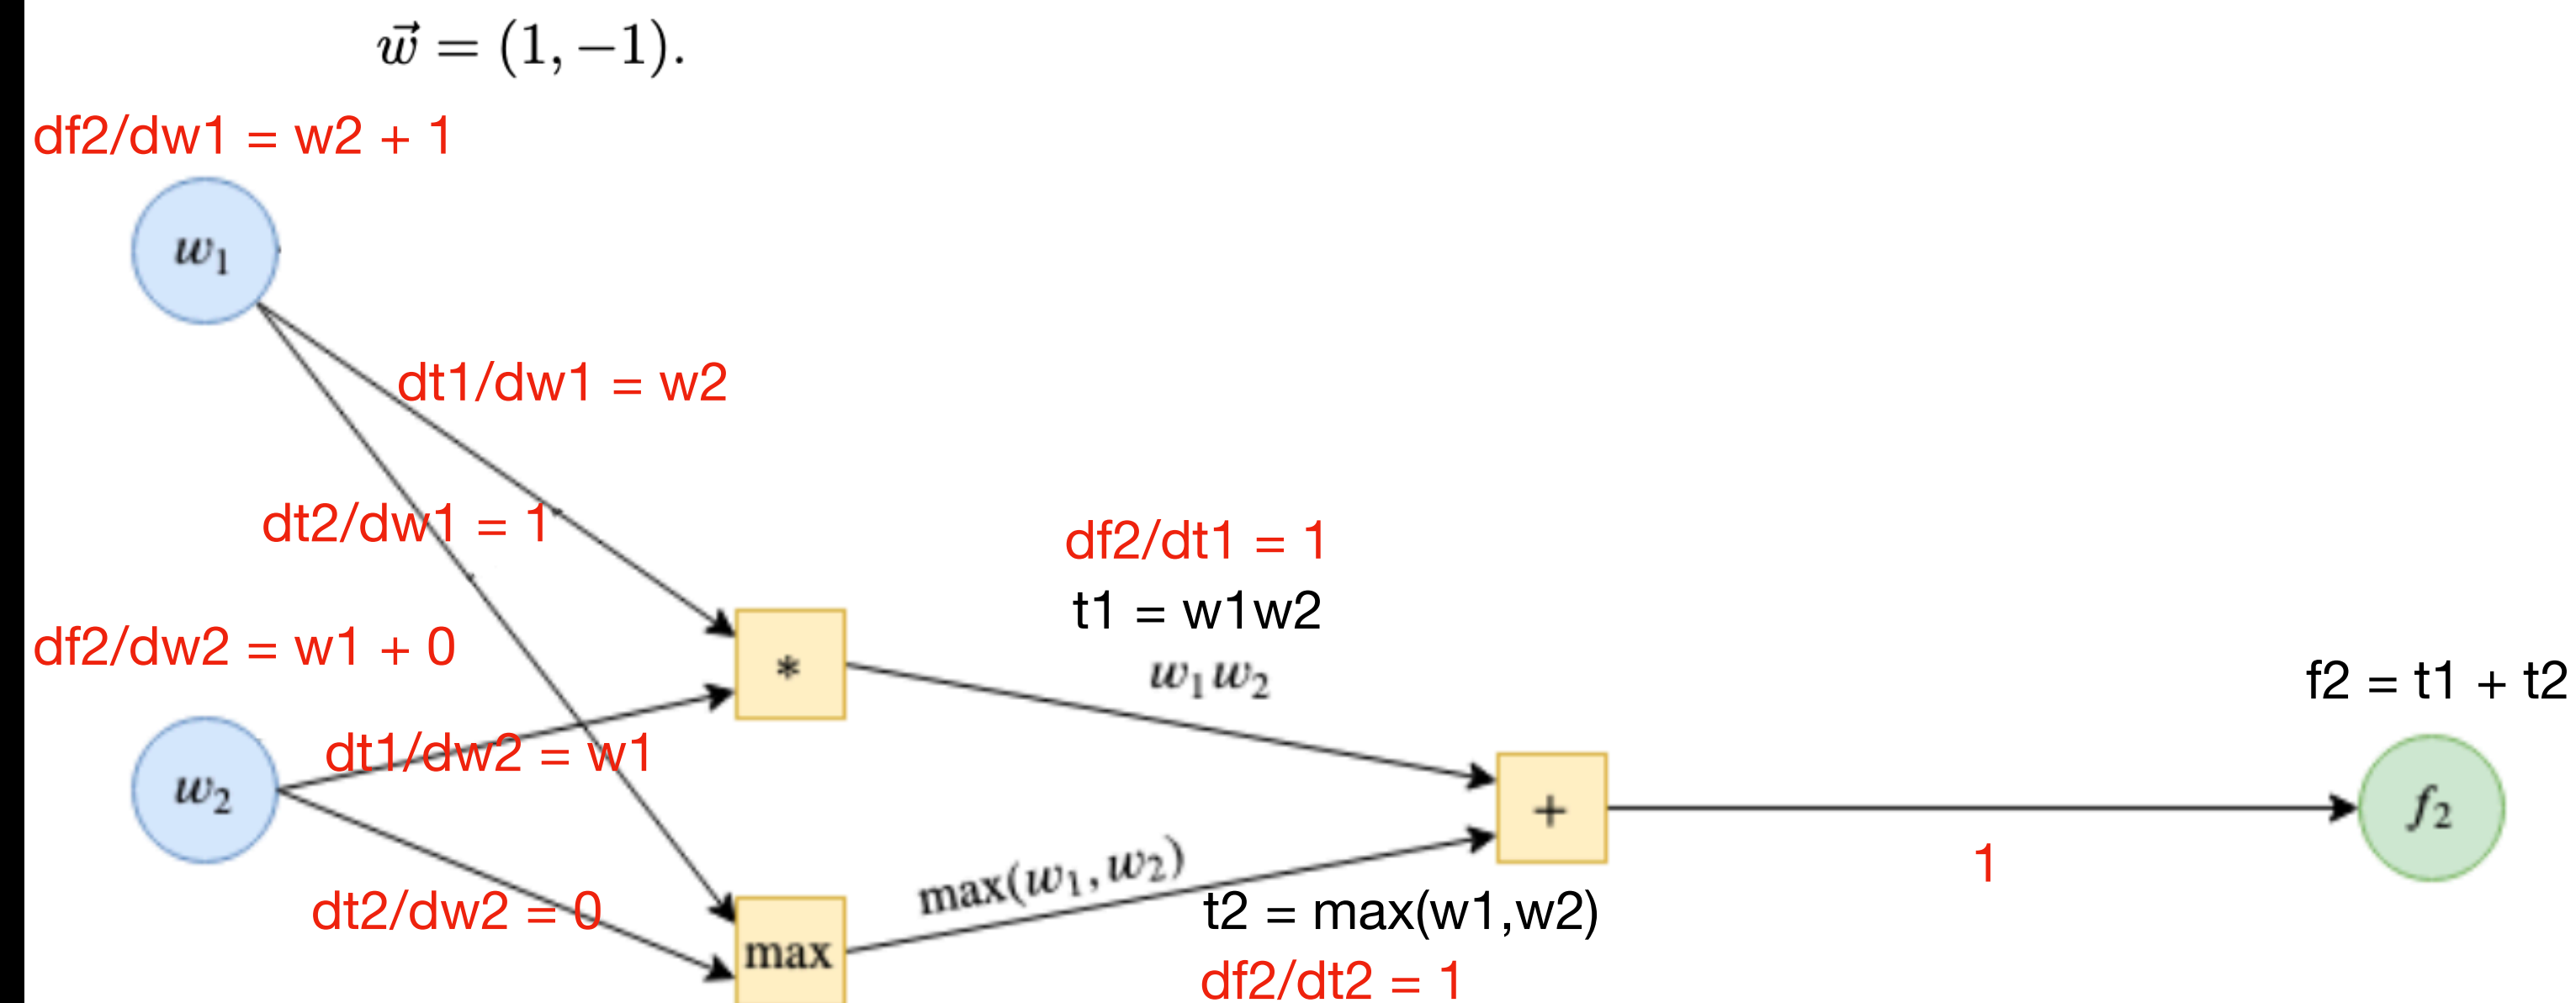 w⃗ = (1, −1).
df2/dw1 = w2 + 1
w₁
dt1/dw1 = w2
dt2/dw1 = 1
df2/dt1 = 1
t1 = w1w2
df2/dw2 = w1 + 0
*
w₁w₂
f2 = t1 + t2
dt1/dw2 = w1
w₂
+
f₂
1
max(w₁, w₂)
dt2/dw2 = 0
t2 = max(w1,w2)
max
df2/dt2 = 1